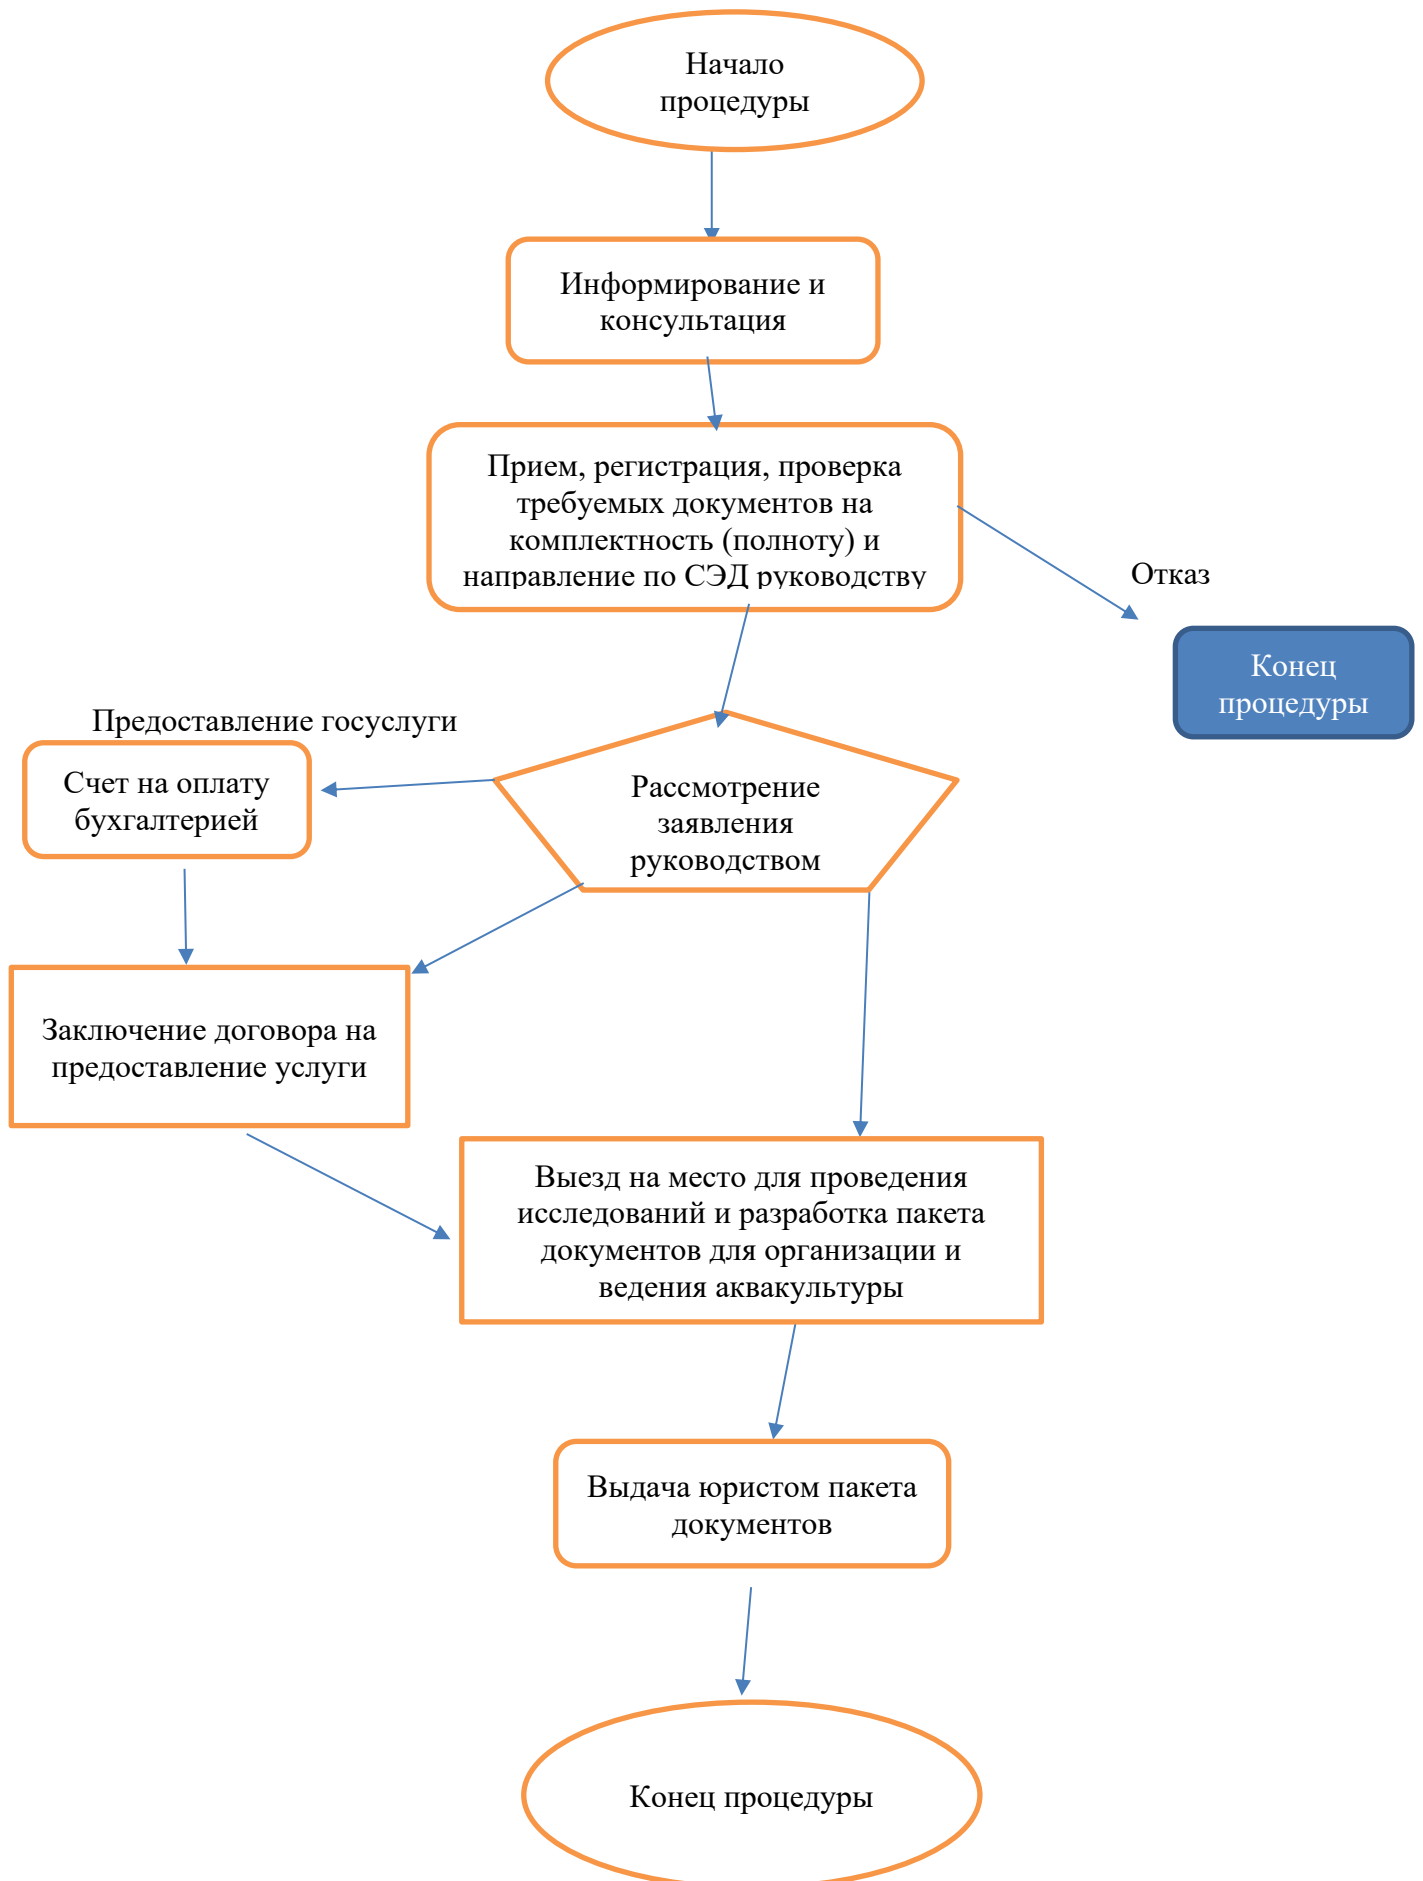 Начало
процедуры
Информирование и
консультация
Прием, регистрация, проверка
требуемых документов на
комплектность (полноту) и
направление по СЭД руководству
Отказ
Конец
процедуры
Предоставление госуслуги
Счет на оплату
бухгалтерией
Рассмотрение
заявления
руководством
Заключение договора на
предоставление услуги
Выезд на место для проведения
исследований и разработка пакета
документов для организации и
ведения аквакультуры
Выдача юристом пакета
документов
Конец процедуры